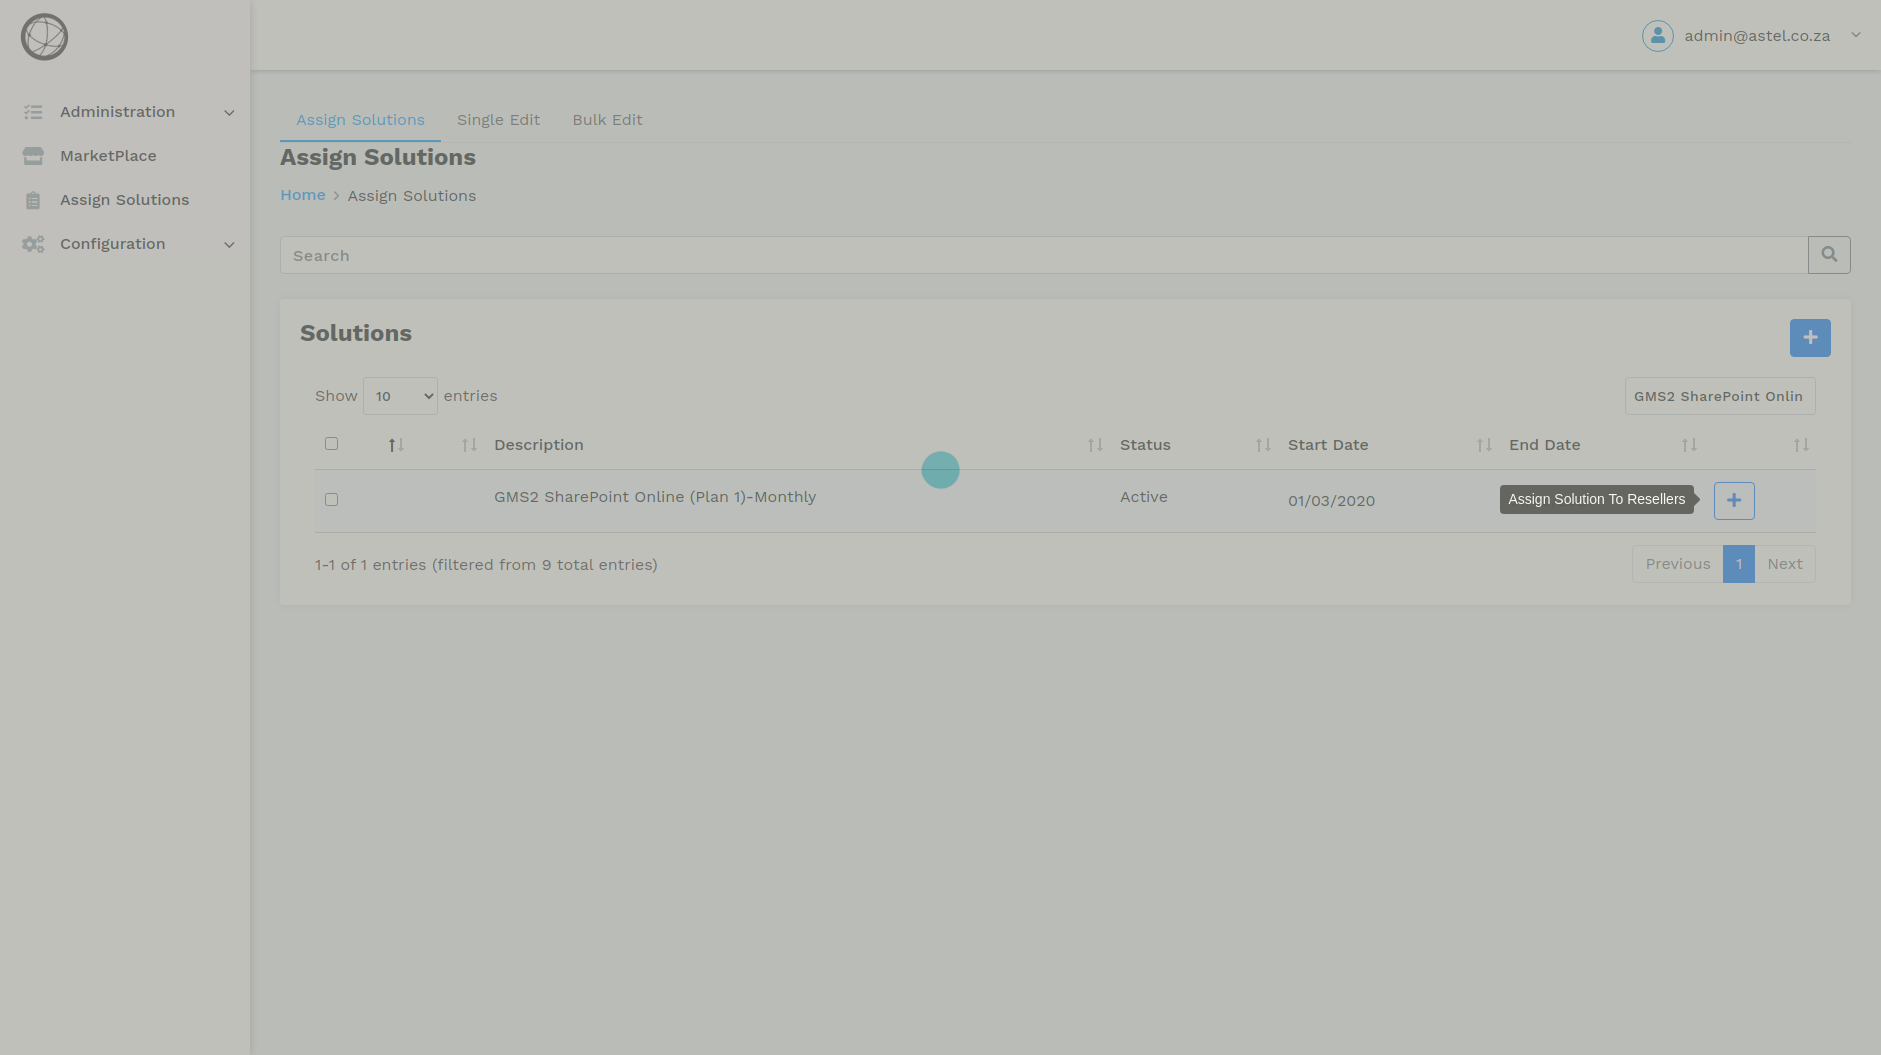 admin@astel.co.za
Administration
MarketPlace
Assign Solutions
Configuration
Assign Solutions Single Edit Bulk Edit
Assign Solutions
Home > Assign Solutions
Search
Solutions
Show 10 entries
GMS2 SharePoint Onlin
Description Status Start Date End Date
GMS2 SharePoint Online (Plan 1)-Monthly Active 01/03/2020 Assign Solution To Resellers
1-1 of 1 entries (filtered from 9 total entries)
Previous 1 Next